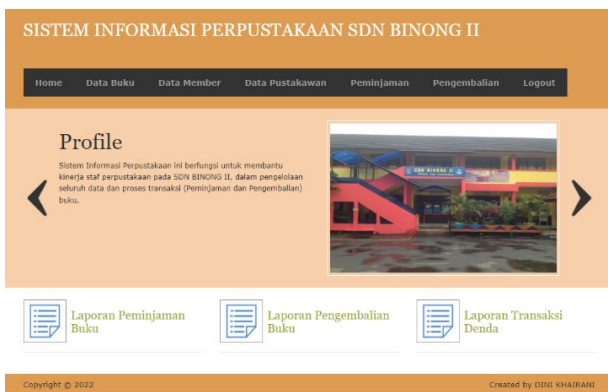 SISTEM INFORMASI PERPUSTAKAAN SDN BINONG II
Home Data Buku Data Member Data Pustakawan Peminjaman Pengembalian Logout
Profile
Sistem Informasi Perpustakaan ini berfungsi untuk membantu
kinerja staf perpustakaan pada SDN BINONG II, dalam pengelolaan
seluruh data dan proses transaksi (Peminjaman dan Pengembalian)
buku.
SDN BINONG II
Laporan Peminjaman
Buku
Laporan Pengembalian
Buku
Laporan Transaksi
Denda
Copyright © 2022
Created by DINI KHAIRANI